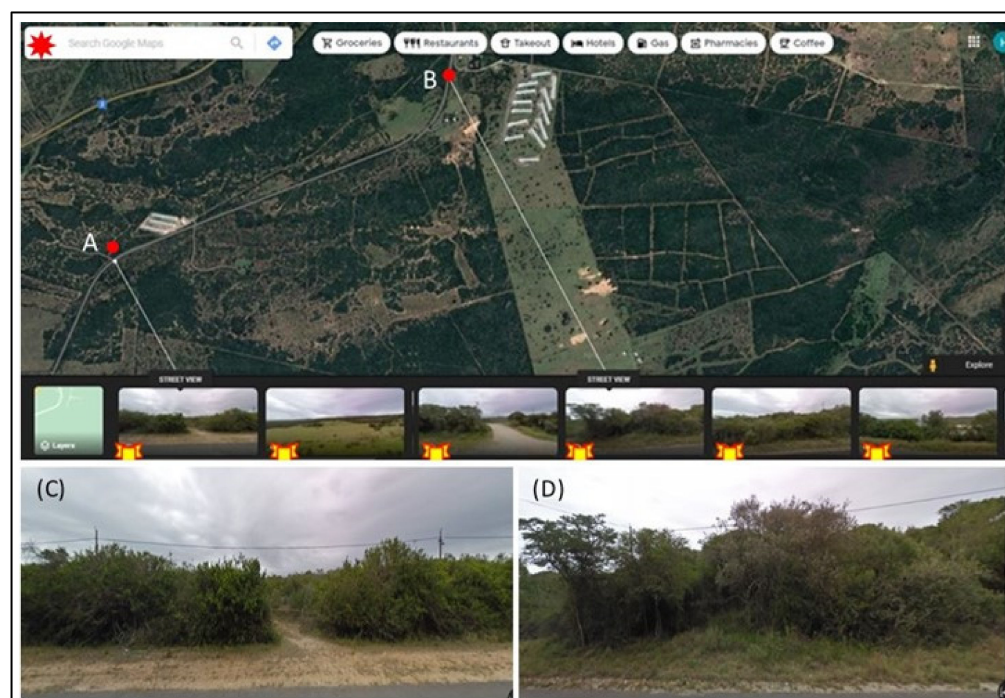 Search Google Maps
Groceries
Restaurants
Takeout
Hotels
Gas
Pharmacies
Coffee
B
A
Explore
STREET VIEW
STREET VIEW
Layers
(C)
(D)